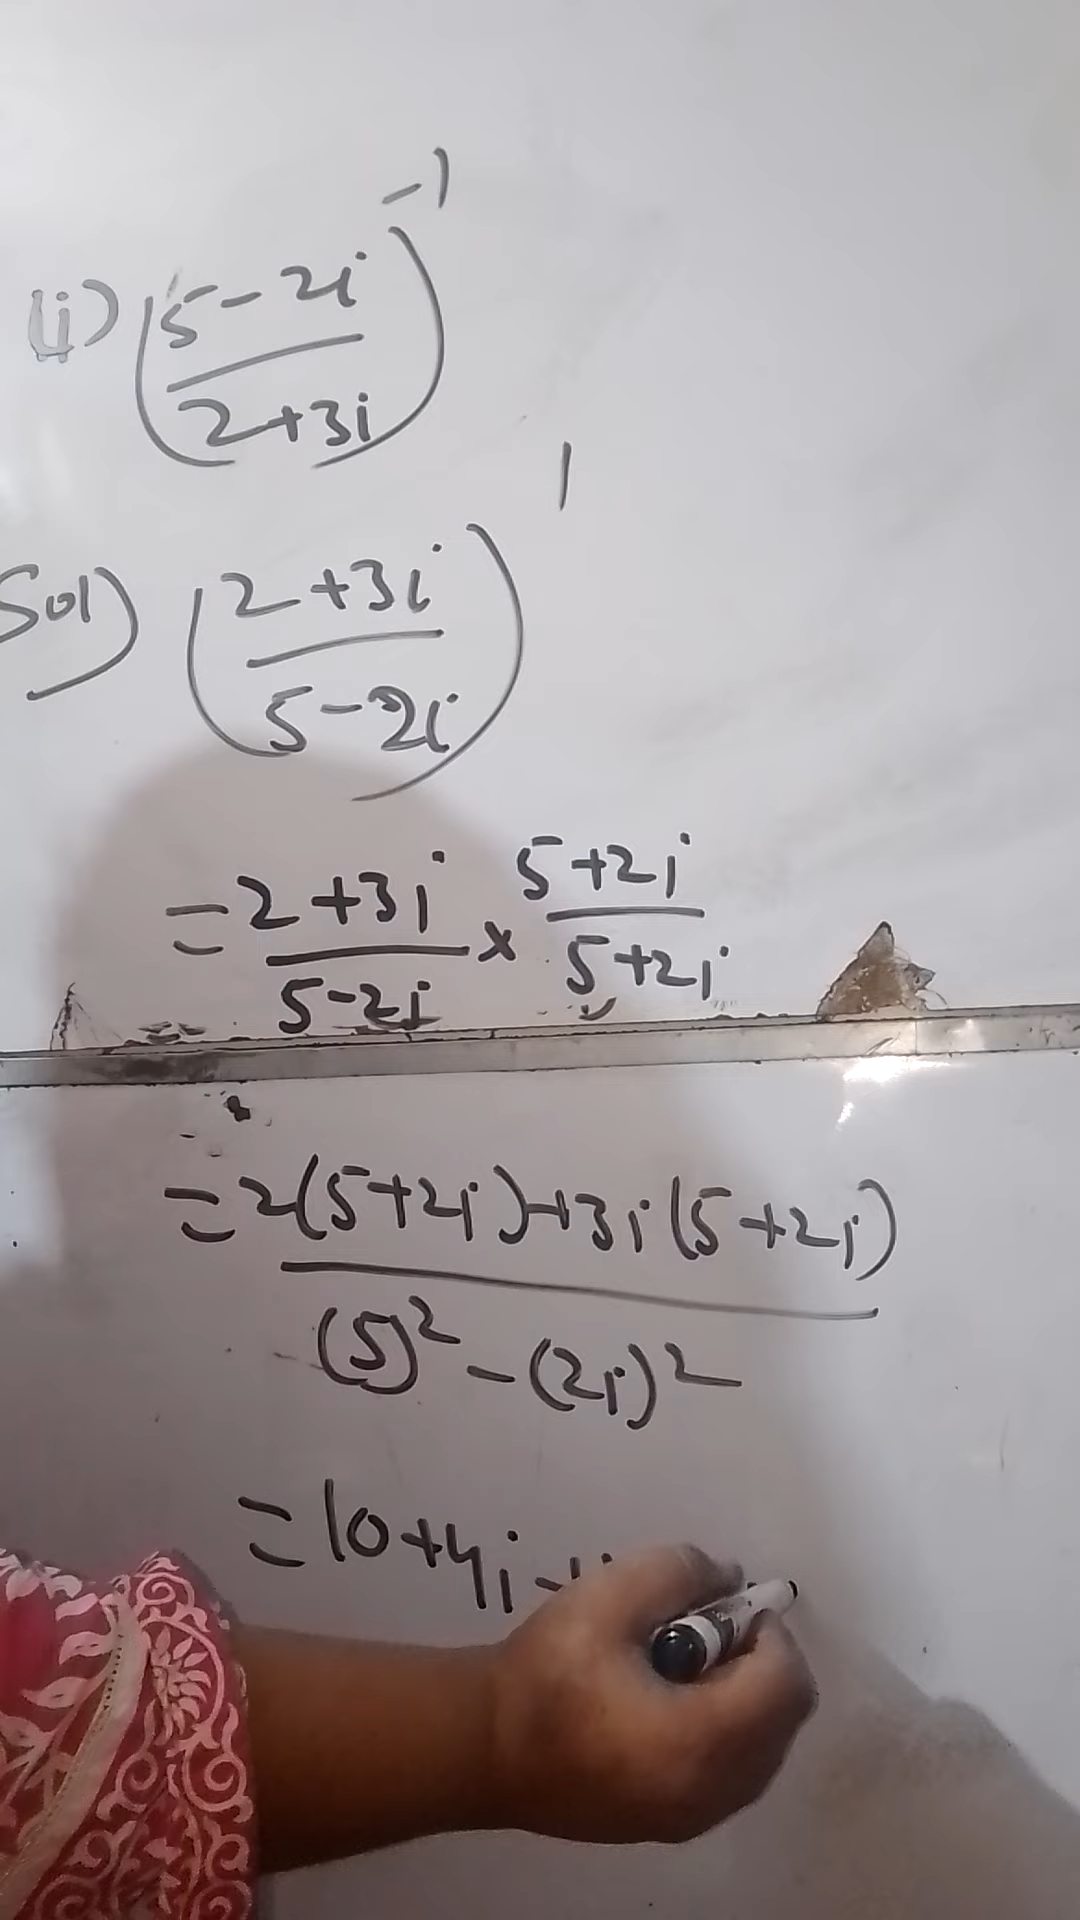 (ii) (5-2i / 2+3i)^-1
Sol) (2+3i / 5-2i)^1
= 2+3i / 5-2i × 5+2i / 5+2i
= 2(5+2i)+3i(5+2i) / (5)^2 - (2i)^2
= 10+4i+